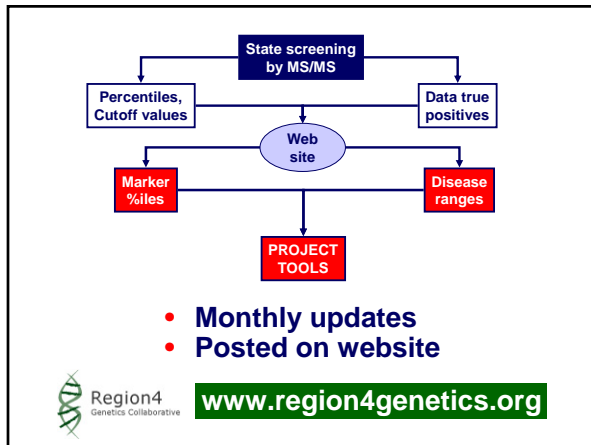 State screening
by MS/MS
Percentiles,
Cutoff values
Data true
positives
Web
site
Marker
%iles
Disease
ranges
PROJECT
TOOLS
• Monthly updates
• Posted on website
Region4
Genetics Collaborative
www.region4genetics.org